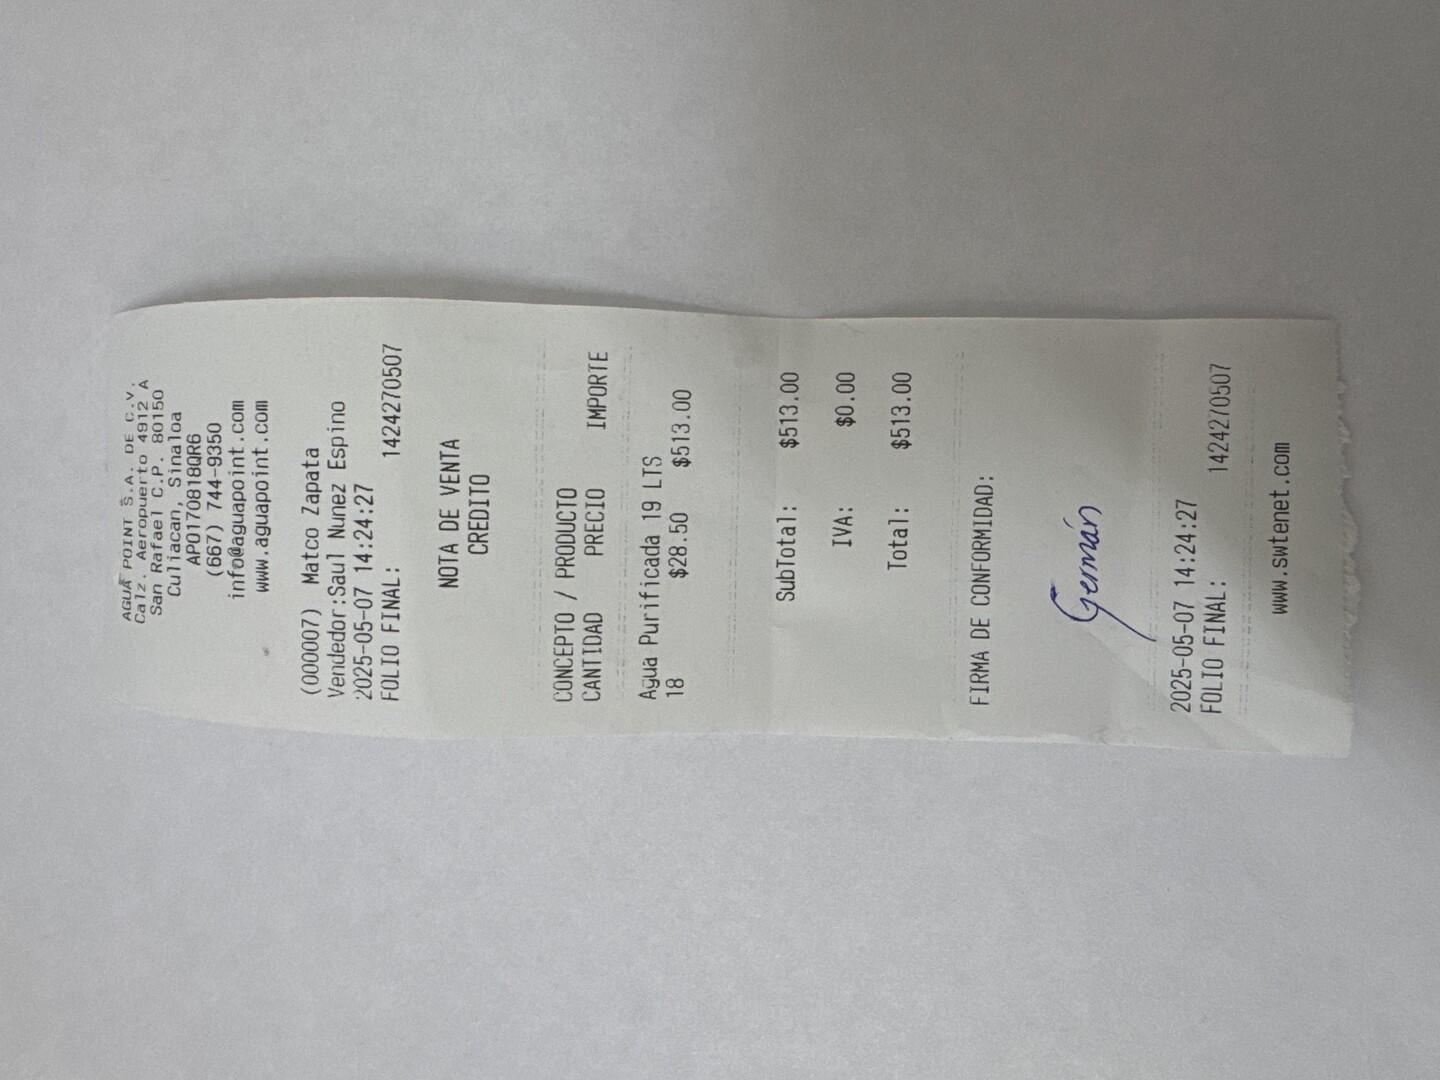 AGUA POINT S.A. DE C.V.
Calz. Aeropuerto 4912 A
San Rafael C.P. 80150
Culiacan, Sinaloa
APO170818QR6
(667) 744-9350
info@aguapoint.com
www.aguapoint.com
(000007) Matco Zapata
Vendedor:Saul Nunez Espino
2025-05-07 14:24:27
FOLIO FINAL: 1424270507
NOTA DE VENTA
CREDITO
CONCEPTO / PRODUCTO
CANTIDAD PRECIO IMPORTE
Agua Purificada 19 LTS
18 $28.50 $513.00
SubTotal: $513.00
IVA: $0.00
Total: $513.00
FIRMA DE CONFORMIDAD:
Germán
2025-05-07 14:24:27
FOLIO FINAL: 1424270507
www.swtenet.com